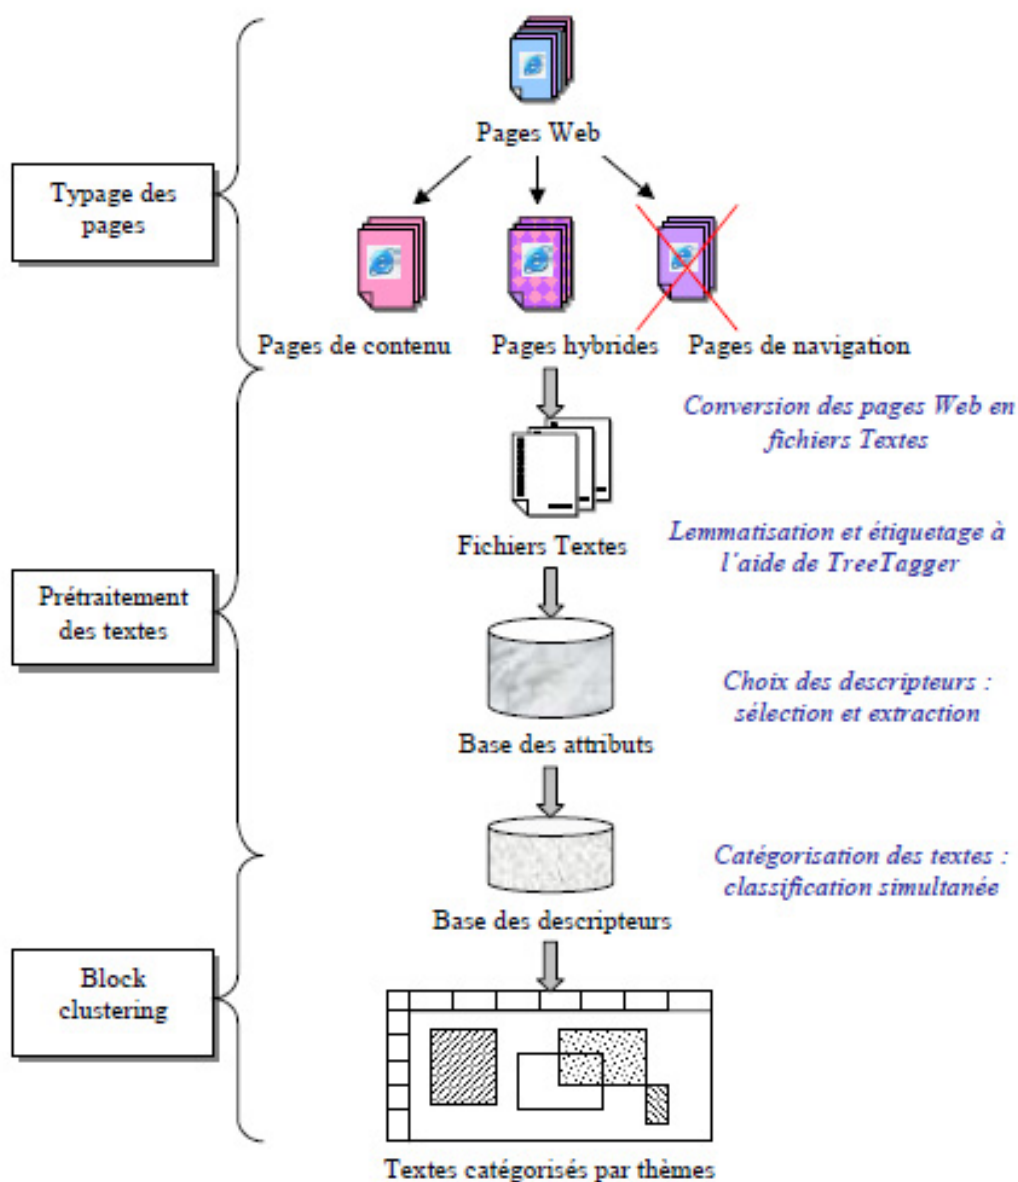 Pages Web
Typage des
pages
Pages de contenu
Pages hybrides
Pages de navigation
Conversion des pages Web en
fichiers Textes
Fichiers Textes
Lemmatisation et étiquetage à
l'aide de TreeTagger
Prétraitement
des textes
Choix des descripteurs :
sélection et extraction
Base des attributs
Catégorisation des textes :
classification simultanée
Base des descripteurs
Block
clustering
Textes catégorisés par thèmes